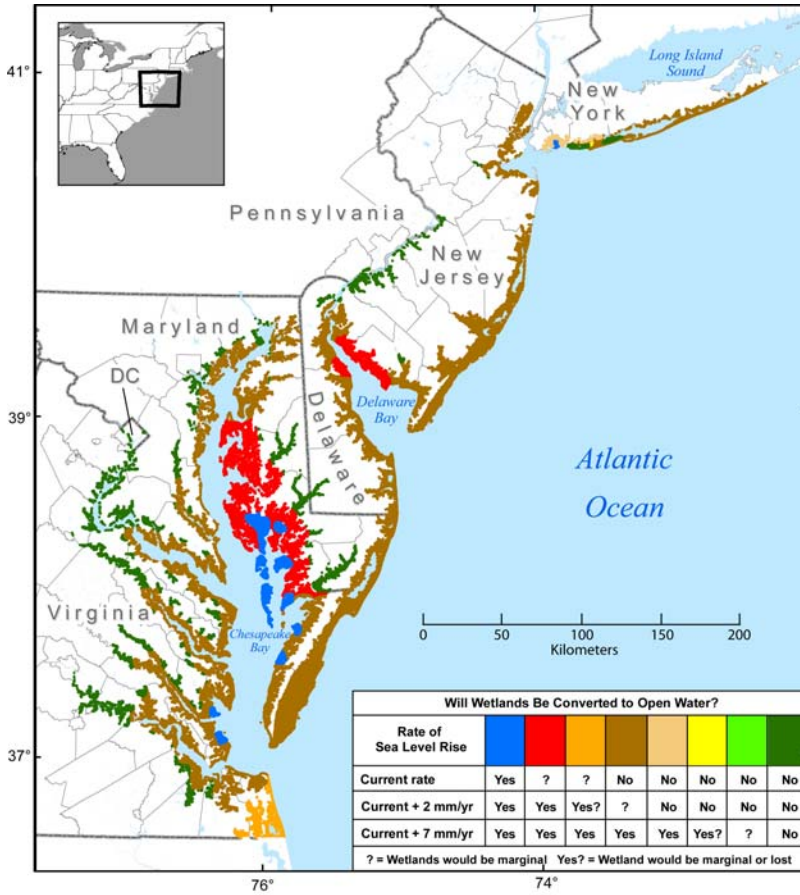 41°
39°
37°
76°
74°
Long Island
Sound
New
York
Pennsylvania
New
Jersey
Maryland
DC
Delaware
Delaware
Bay
Atlantic
Ocean
Virginia
Chesapeake
Bay
0 50 100 150 200
Kilometers
Will Wetlands Be Converted to Open Water?
Rate of
Sea Level Rise
Current rate Yes ? ? No No No No No
Current + 2 mm/yr Yes Yes Yes? ? No No No No
Current + 7 mm/yr Yes Yes Yes Yes Yes Yes? ? No
? = Wetlands would be marginal Yes? = Wetland would be marginal or lost